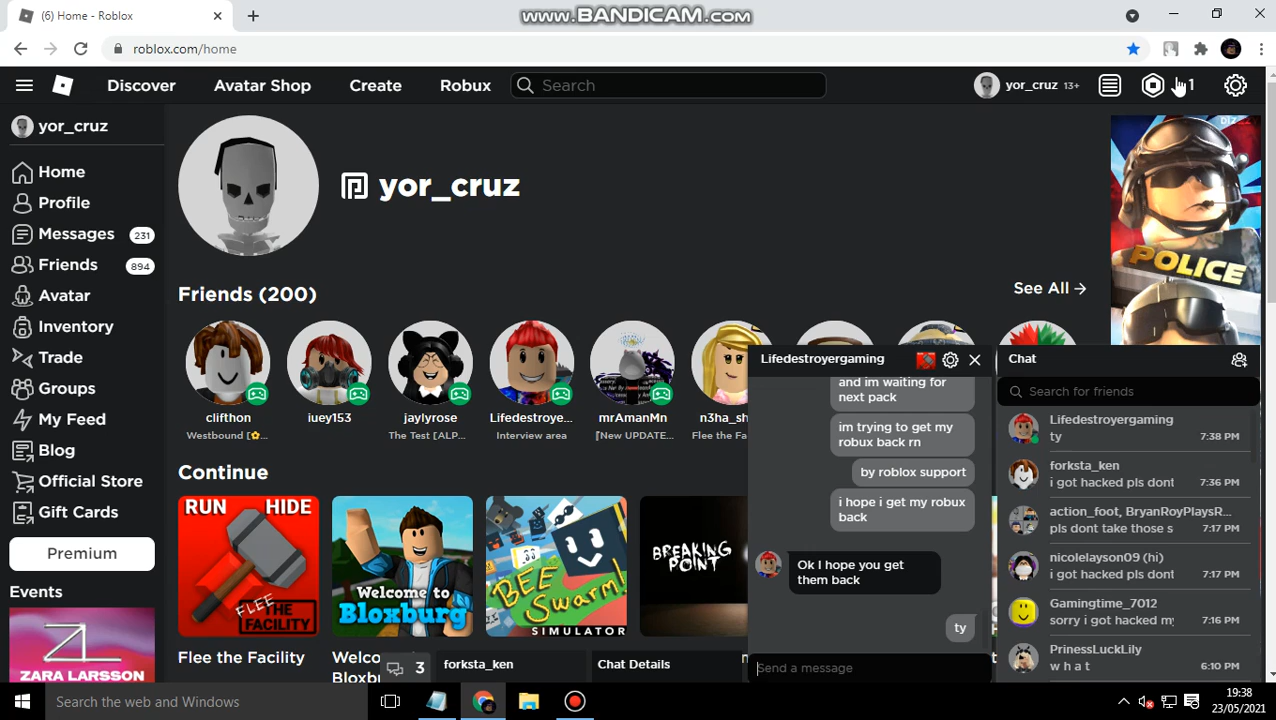 (6) Home - Roblox
www.BANDICAM.com
roblox.com/home
Discover
Avatar Shop
Create
Robux
Search
yor_cruz 13+
1
yor_cruz
Home
Profile
Messages 231
Friends 894
Avatar
Inventory
Trade
Groups
My Feed
Blog
Official Store
Gift Cards
Premium
Events
ZARA LARSSON
yor_cruz
Friends (200)
See All →
clifthon
Westbound
iuey153
jaylyrose
The Test [ALP...
Lifedestroye...
Interview area
mrAmanMn
[New UPDATE...
n3ha_sh
Flee the Fa
Continue
RUN HIDE
FLEE THE FACILITY
Flee the Facility
Welcome to
Bloxburg
Welco
Bloxbu
BEE
Swarm!
SIMULATOR
BREAKING
POINT
POLICE
3
forksta_ken
Chat Details
Lifedestroyergaming
and im waiting for
next pack
im trying to get my
robux back rn
by roblox support
i hope i get my robux
back
Ok I hope you get
them back
ty
Send a message
Chat
Search for friends
Lifedestroyergaming
ty 7:38 PM
forksta_ken
i got hacked pls dont 7:36 PM
action_foot, BryanRoyPlaysR...
pls dont take those s 7:17 PM
nicolelayson09 (hi)
i got hacked pls dont 7:17 PM
Gamingtime_7012
sorry i got hacked my 7:16 PM
PrinessLuckLily
w h a t 6:10 PM
Search the web and Windows
19:38
23/05/2021